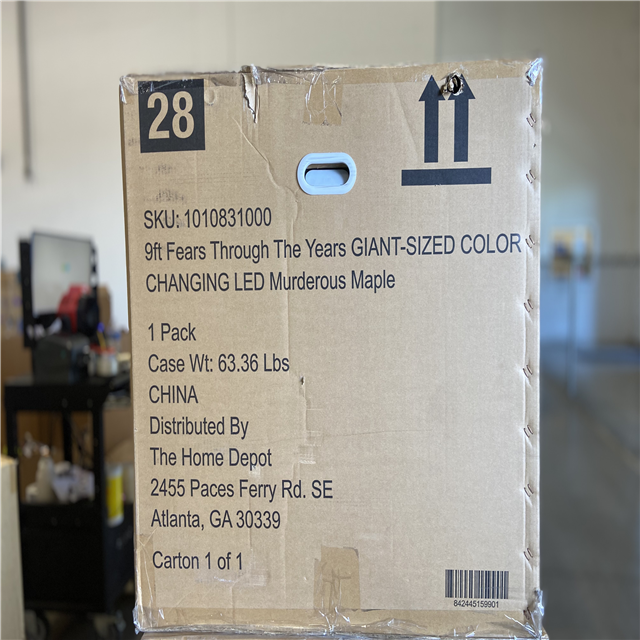 28
SKU: 1010831000
9ft Fears Through The Years GIANT-SIZED COLOR
CHANGING LED Murderous Maple
1 Pack
Case Wt: 63.36 Lbs
CHINA
Distributed By
The Home Depot
2455 Paces Ferry Rd. SE
Atlanta, GA 30339
Carton 1 of 1
842445159901